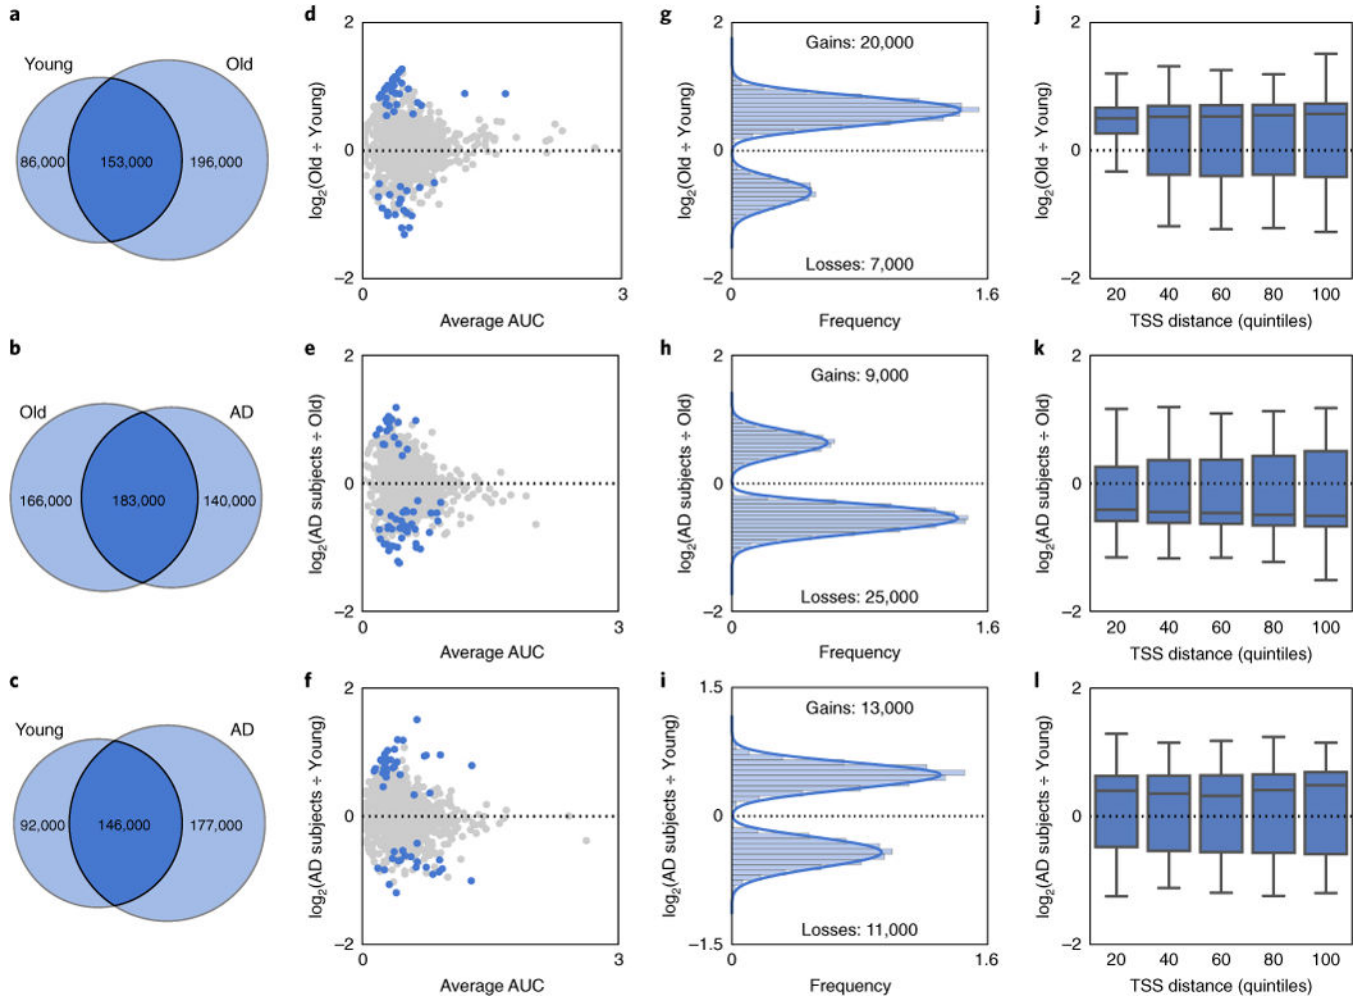 a
Young
Old
86,000
153,000
196,000
d
2
0
−2
log2(Old ÷ Young)
0
3
Average AUC
g
2
0
−2
log2(Old ÷ Young)
Gains: 20,000
Losses: 7,000
0
1.6
Frequency
j
2
0
−2
log2(Old ÷ Young)
20 40 60 80 100
TSS distance (quintiles)
b
Old
AD
166,000
183,000
140,000
e
2
0
−2
log2(AD subjects ÷ Old)
0
3
Average AUC
h
2
0
−2
log2(AD subjects ÷ Old)
Gains: 9,000
Losses: 25,000
0
1.6
Frequency
k
2
0
−2
log2(AD subjects ÷ Old)
20 40 60 80 100
TSS distance (quintiles)
c
Young
AD
92,000
146,000
177,000
f
2
0
−2
log2(AD subjects ÷ Young)
0
3
Average AUC
i
1.5
0
−1.5
log2(AD subjects ÷ Young)
Gains: 13,000
Losses: 11,000
0
1.6
Frequency
l
2
0
−2
log2(AD subjects ÷ Young)
20 40 60 80 100
TSS distance (quintiles)